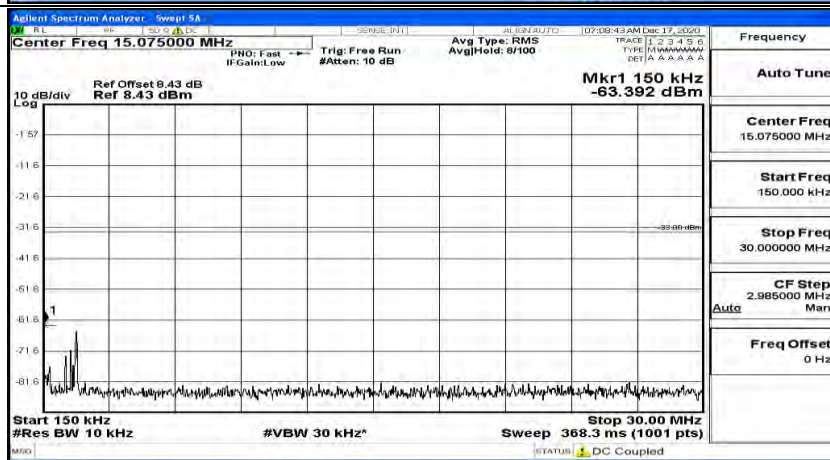 Agilent Spectrum Analyzer - Swept SA
RL RF 50 Ω DC SENSE:INT ALIGN AUTO 07:08:43 AM Dec 17, 2020
Center Freq 15.075000 MHz
PNO: Fast
IFGain:Low
Trig: Free Run
#Atten: 10 dB
Avg Type: RMS
Avg|Hold: 8/100
TRACE 1 2 3 4 5 6
TYPE M
DET A A A A A A
Frequency
Auto Tune
Mkr1 150 kHz
-63.392 dBm
Ref Offset 8.43 dB
10 dB/div Ref 8.43 dBm
Log
-1.57
-11.6
-21.6
-31.6
-41.6
-51.6
-61.6
-71.6
-81.6
-33.00 dBm
1
Center Freq
15.075000 MHz
Start Freq
150.000 kHz
Stop Freq
30.000000 MHz
CF Step
2.985000 MHz
Auto Man
Freq Offset
0 Hz
Start 150 kHz Stop 30.00 MHz
#Res BW 10 kHz #VBW 30 kHz* Sweep 368.3 ms (1001 pts)
MSG STATUS DC Coupled